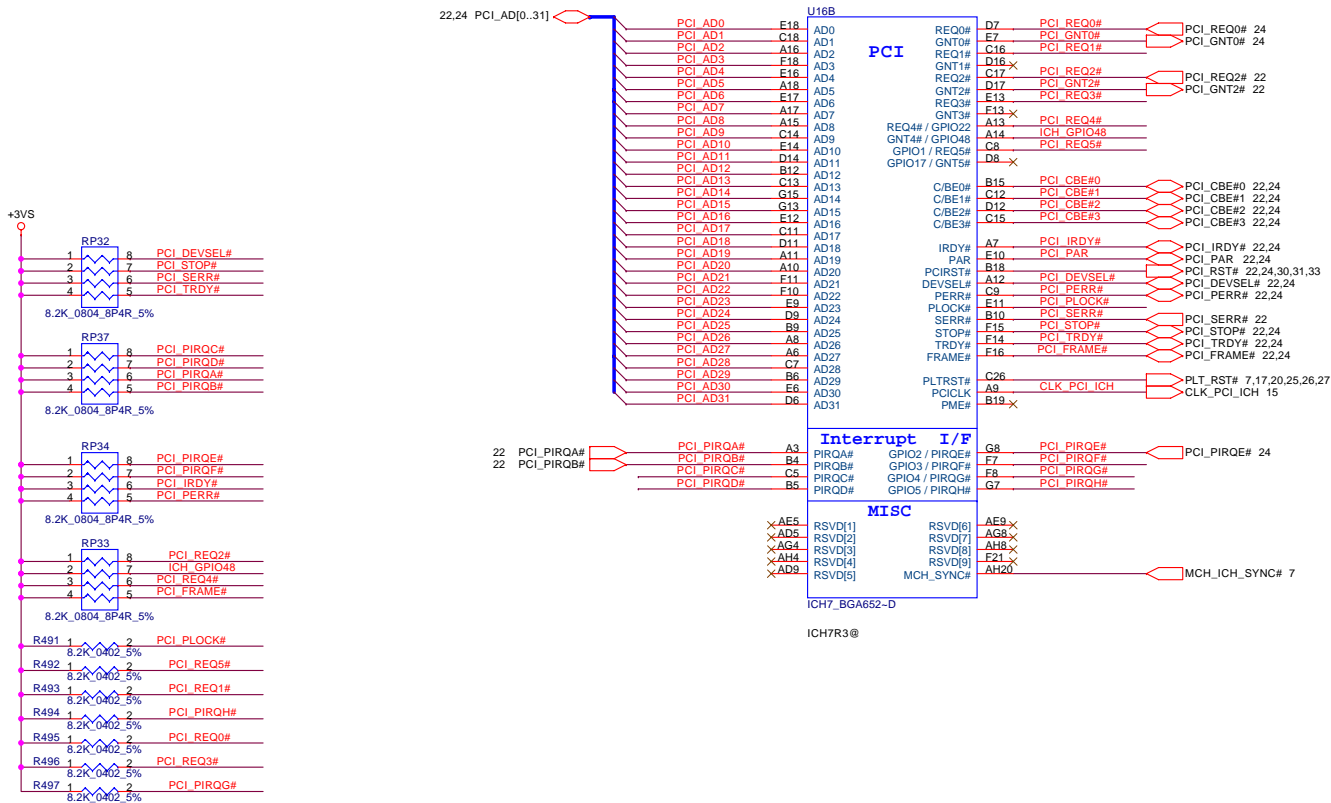 22,24 PCI_AD[0..31]
U16B
PCI
PCI_AD0 E18 AD0
PCI_AD1 C18 AD1
PCI_AD2 A16 AD2
PCI_AD3 F18 AD3
PCI_AD4 E16 AD4
PCI_AD5 A18 AD5
PCI_AD6 E17 AD6
PCI_AD7 A17 AD7
PCI_AD8 A15 AD8
PCI_AD9 C14 AD9
PCI_AD10 E14 AD10
PCI_AD11 D14 AD11
PCI_AD12 B12 AD12
PCI_AD13 C13 AD13
PCI_AD14 G15 AD14
PCI_AD15 G13 AD15
PCI_AD16 E12 AD16
PCI_AD17 C11 AD17
PCI_AD18 D11 AD18
PCI_AD19 A11 AD19
PCI_AD20 A10 AD20
PCI_AD21 F11 AD21
PCI_AD22 F10 AD22
PCI_AD23 E9 AD23
PCI_AD24 D9 AD24
PCI_AD25 B9 AD25
PCI_AD26 A8 AD26
PCI_AD27 A6 AD27
PCI_AD28 C7 AD28
PCI_AD29 B6 AD29
PCI_AD30 E6 AD30
PCI_AD31 D6 AD31
REQ0# D7 PCI_REQ0# PCI_REQ0# 24
GNT0# E7 PCI_GNT0# PCI_GNT0# 24
REQ1# C16 PCI_REQ1#
GNT1# D16
REQ2# C17 PCI_REQ2# PCI_REQ2# 22
GNT2# D17 PCI_GNT2# PCI_GNT2# 22
REQ3# E13 PCI_REQ3#
GNT3# F13
REQ4# / GPIO22 A13 PCI_REQ4#
GNT4# / GPIO48 A14 ICH_GPIO48
GPIO1 / REQ5# C8 PCI_REQ5#
GPIO17 / GNT5# D8
C/BE0# B15 PCI_CBE#0 PCI_CBE#0 22,24
C/BE1# C12 PCI_CBE#1 PCI_CBE#1 22,24
C/BE2# D12 PCI_CBE#2 PCI_CBE#2 22,24
C/BE3# C15 PCI_CBE#3 PCI_CBE#3 22,24
IRDY# A7 PCI_IRDY# PCI_IRDY# 22,24
PAR E10 PCI_PAR PCI_PAR 22,24
PCIRST# B18 PCI_RST# 22,24,30,31,33
DEVSEL# A12 PCI_DEVSEL# PCI_DEVSEL# 22,24
PERR# C9 PCI_PERR# PCI_PERR# 22,24
PLOCK# E11 PCI_PLOCK#
SERR# B10 PCI_SERR# PCI_SERR# 22
STOP# F15 PCI_STOP# PCI_STOP# 22,24
TRDY# F14 PCI_TRDY# PCI_TRDY# 22,24
FRAME# F16 PCI_FRAME# PCI_FRAME# 22,24
PLTRST# C26 PLT_RST# 7,17,20,25,26,27
PCICLK A9 CLK_PCI_ICH CLK_PCI_ICH 15
PME# B19
Interrupt I/F
22 PCI_PIRQA# PCI_PIRQA# A3 PIRQA#
22 PCI_PIRQB# PCI_PIRQB# B4 PIRQB#
PCI_PIRQC# C5 PIRQC#
PCI_PIRQD# B5 PIRQD#
GPIO2 / PIRQE# G8 PCI_PIRQE# PCI_PIRQE# 24
GPIO3 / PIRQF# F7 PCI_PIRQF#
GPIO4 / PIRQG# F8 PCI_PIRQG#
GPIO5 / PIRQH# G7 PCI_PIRQH#
MISC
AE5 RSVD[1]
AD5 RSVD[2]
AG4 RSVD[3]
AH4 RSVD[4]
AD9 RSVD[5]
RSVD[6] AE9
RSVD[7] AG8
RSVD[8] AH8
RSVD[9] F21
MCH_SYNC# AH20 MCH_ICH_SYNC# 7
ICH7_BGA652~D
ICH7R3@
+3VS
RP32
1 8 PCI_DEVSEL#
2 7 PCI_STOP#
3 6 PCI_SERR#
4 5 PCI_TRDY#
8.2K_0804_8P4R_5%
RP37
1 8 PCI_PIRQC#
2 7 PCI_PIRQD#
3 6 PCI_PIRQA#
4 5 PCI_PIRQB#
8.2K_0804_8P4R_5%
RP34
1 8 PCI_PIRQE#
2 7 PCI_PIRQF#
3 6 PCI_IRDY#
4 5 PCI_PERR#
8.2K_0804_8P4R_5%
RP33
1 8 PCI_REQ2#
2 7 ICH_GPIO48
3 6 PCI_REQ4#
4 5 PCI_FRAME#
8.2K_0804_8P4R_5%
R491 1 2 PCI_PLOCK#
8.2K_0402_5%
R492 1 2 PCI_REQ5#
8.2K_0402_5%
R493 1 2 PCI_REQ1#
8.2K_0402_5%
R494 1 2 PCI_PIRQH#
8.2K_0402_5%
R495 1 2 PCI_REQ0#
8.2K_0402_5%
R496 1 2 PCI_REQ3#
8.2K_0402_5%
R497 1 2 PCI_PIRQG#
8.2K_0402_5%